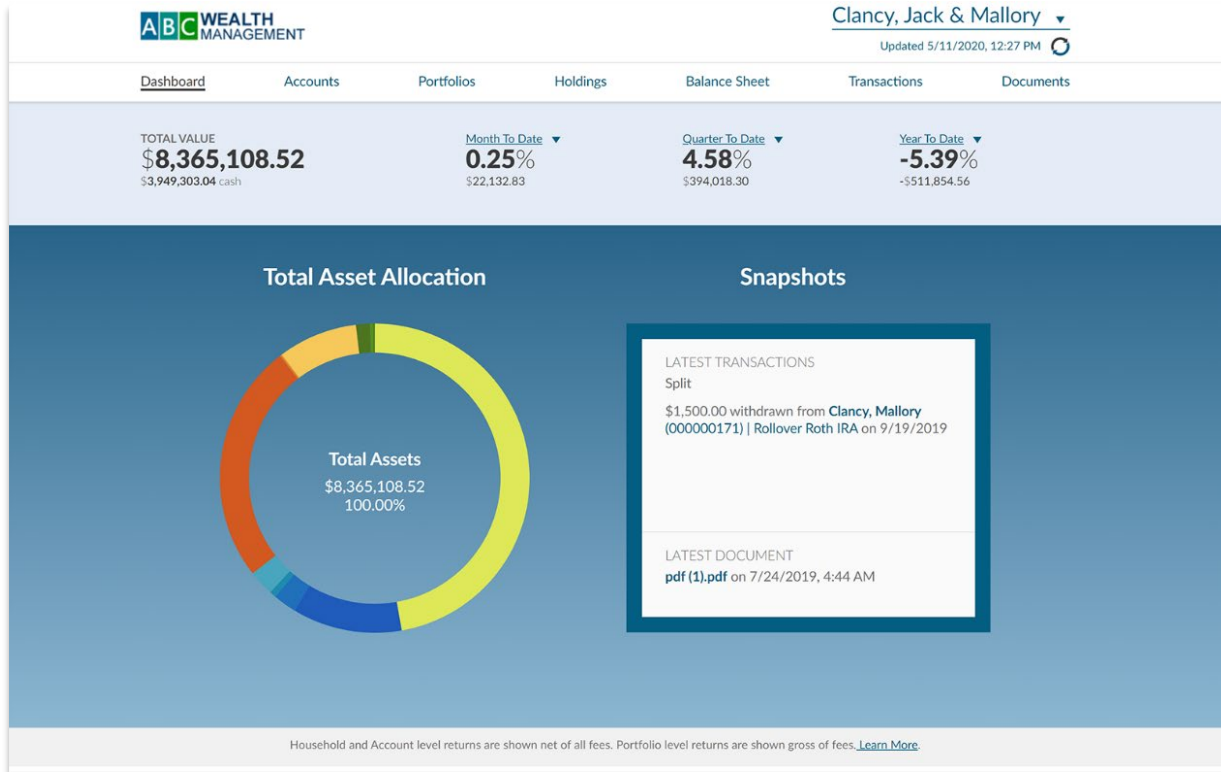 ABC WEALTH
MANAGEMENT
Clancy, Jack & Mallory
Updated 5/11/2020, 12:27 PM
Dashboard Accounts Portfolios Holdings Balance Sheet Transactions Documents
TOTAL VALUE
$8,365,108.52
$3,949,303.04 cash
Month To Date
0.25%
$22,132.83
Quarter To Date
4.58%
$394,018.30
Year To Date
-5.39%
-$511,854.56
Total Asset Allocation
Total Assets
$8,365,108.52
100.00%
Snapshots
LATEST TRANSACTIONS
Split
$1,500.00 withdrawn from Clancy, Mallory
(000000171) | Rollover Roth IRA on 9/19/2019
LATEST DOCUMENT
pdf (1).pdf on 7/24/2019, 4:44 AM
Household and Account level returns are shown net of all fees. Portfolio level returns are shown gross of fees. Learn More.